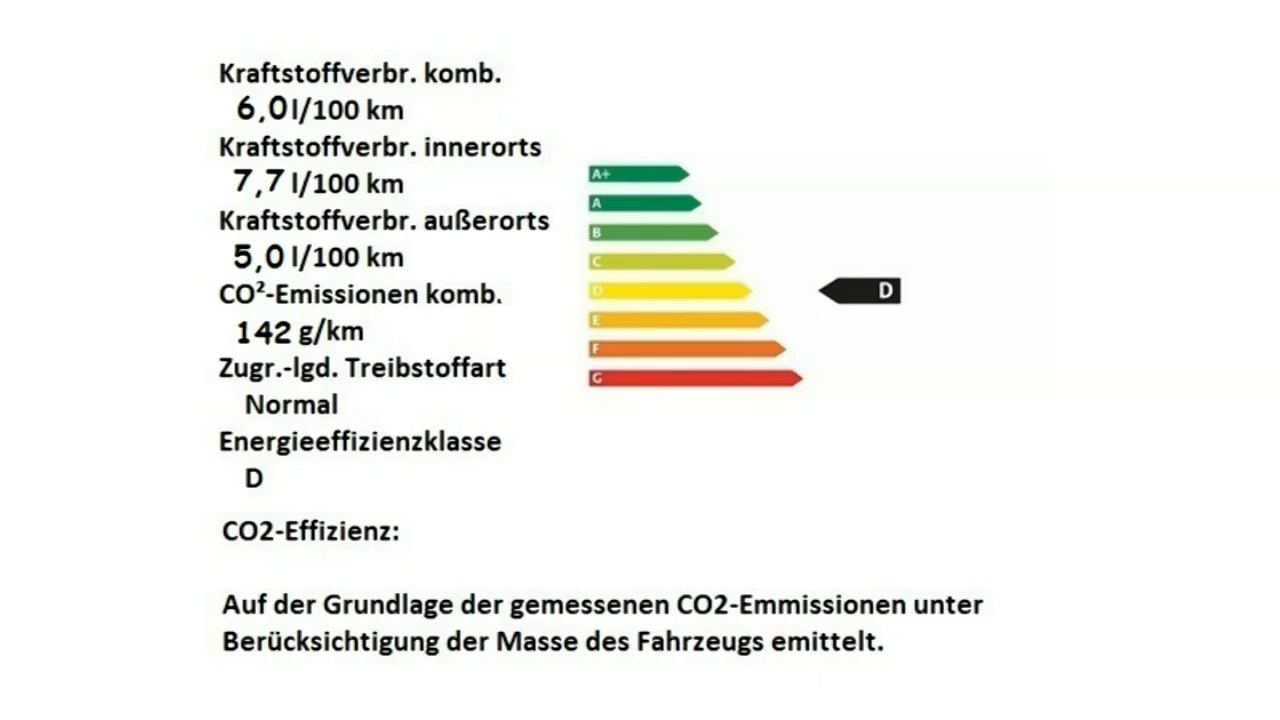 Kraftstoffverbr. komb.
6,0 l/100 km
Kraftstoffverbr. innerorts
7,7 l/100 km
Kraftstoffverbr. außerorts
5,0 l/100 km
CO²-Emissionen komb.
142 g/km
Zugr.-lgd. Treibstoffart
Normal
Energieeffizienzklasse
D
A+
A
B
C
D
D
E
F
G
CO2-Effizienz:
Auf der Grundlage der gemessenen CO2-Emmissionen unter
Berücksichtigung der Masse des Fahrzeugs emittelt.